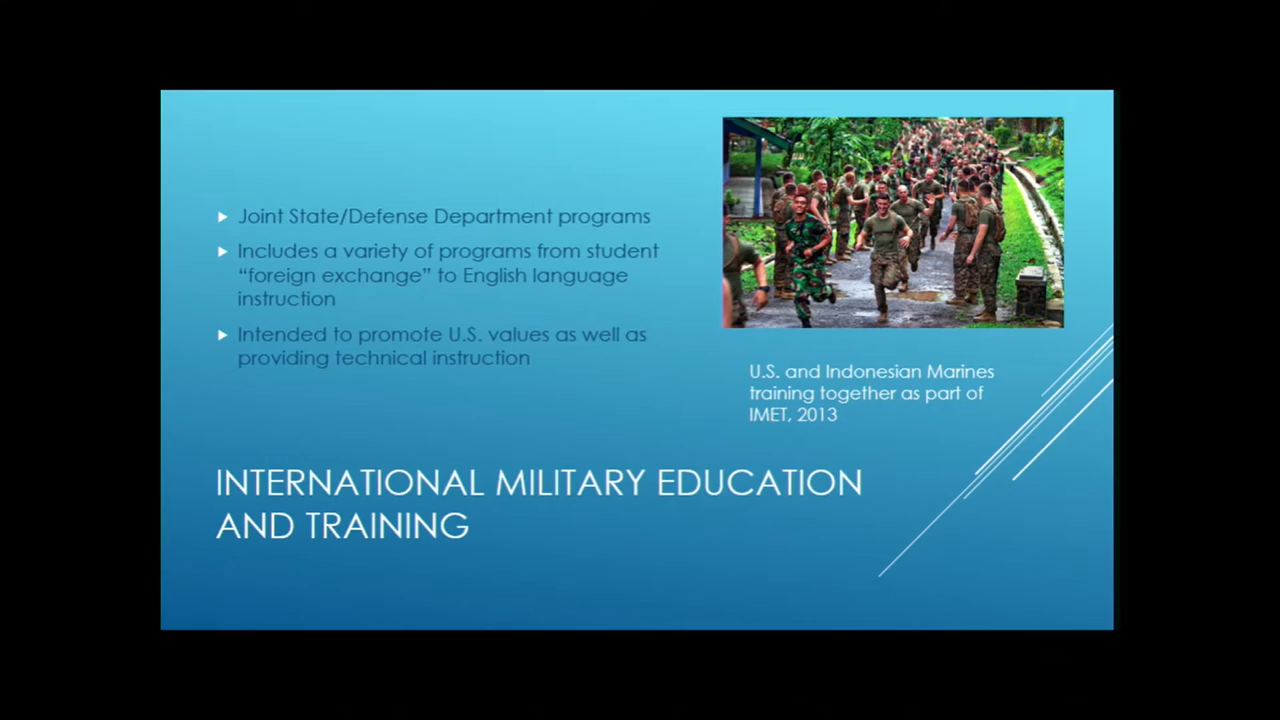 Joint State/Defense Department programs
Includes a variety of programs from student
“foreign exchange” to English language
instruction
Intended to promote U.S. values as well as
providing technical instruction
U.S. and Indonesian Marines
training together as part of
IMET, 2013
INTERNATIONAL MILITARY EDUCATION
AND TRAINING